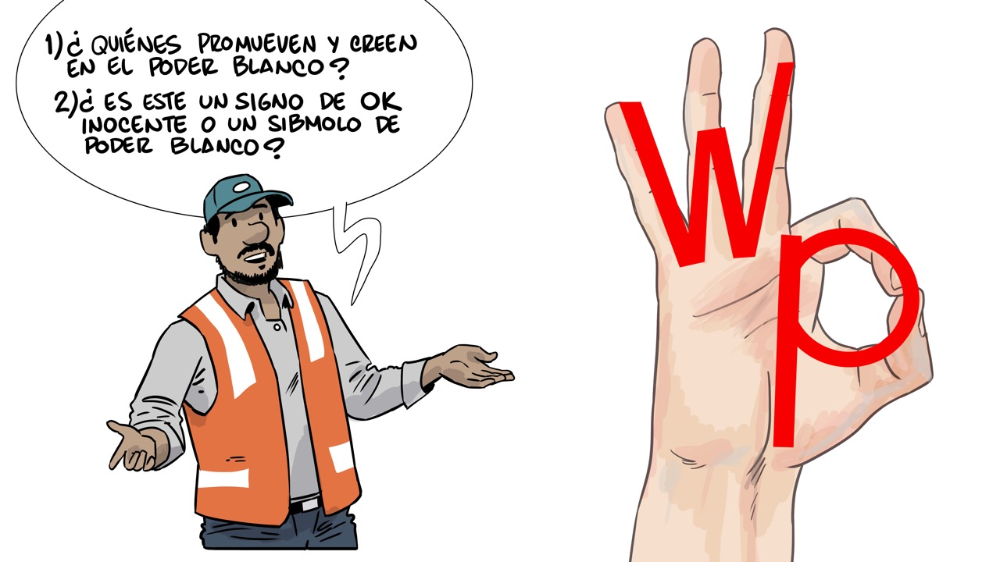 1) ¿ QUIÉNES PROMUEVEN Y CREEN
EN EL PODER BLANCO?
2) ¿ ES ESTE UN SIGNO DE OK
INOCENTE O UN SIBMOLO DE
PODER BLANCO?
W
P